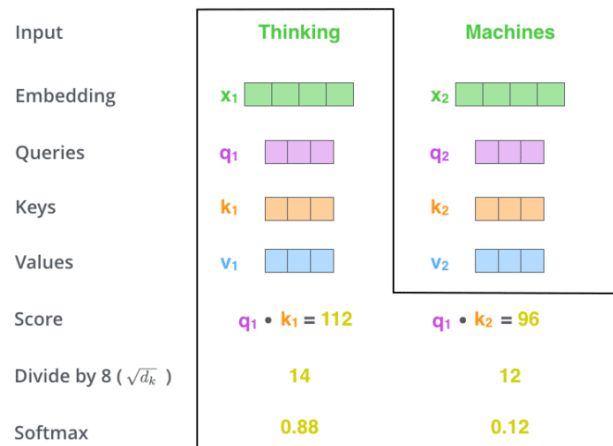 Input Thinking Machines
Embedding x₁ x₂
Queries q₁ q₂
Keys k₁ k₂
Values v₁ v₂
Score q₁ • k₁ = 112 q₁ • k₂ = 96
Divide by 8 ( √dₖ ) 14 12
Softmax 0.88 0.12